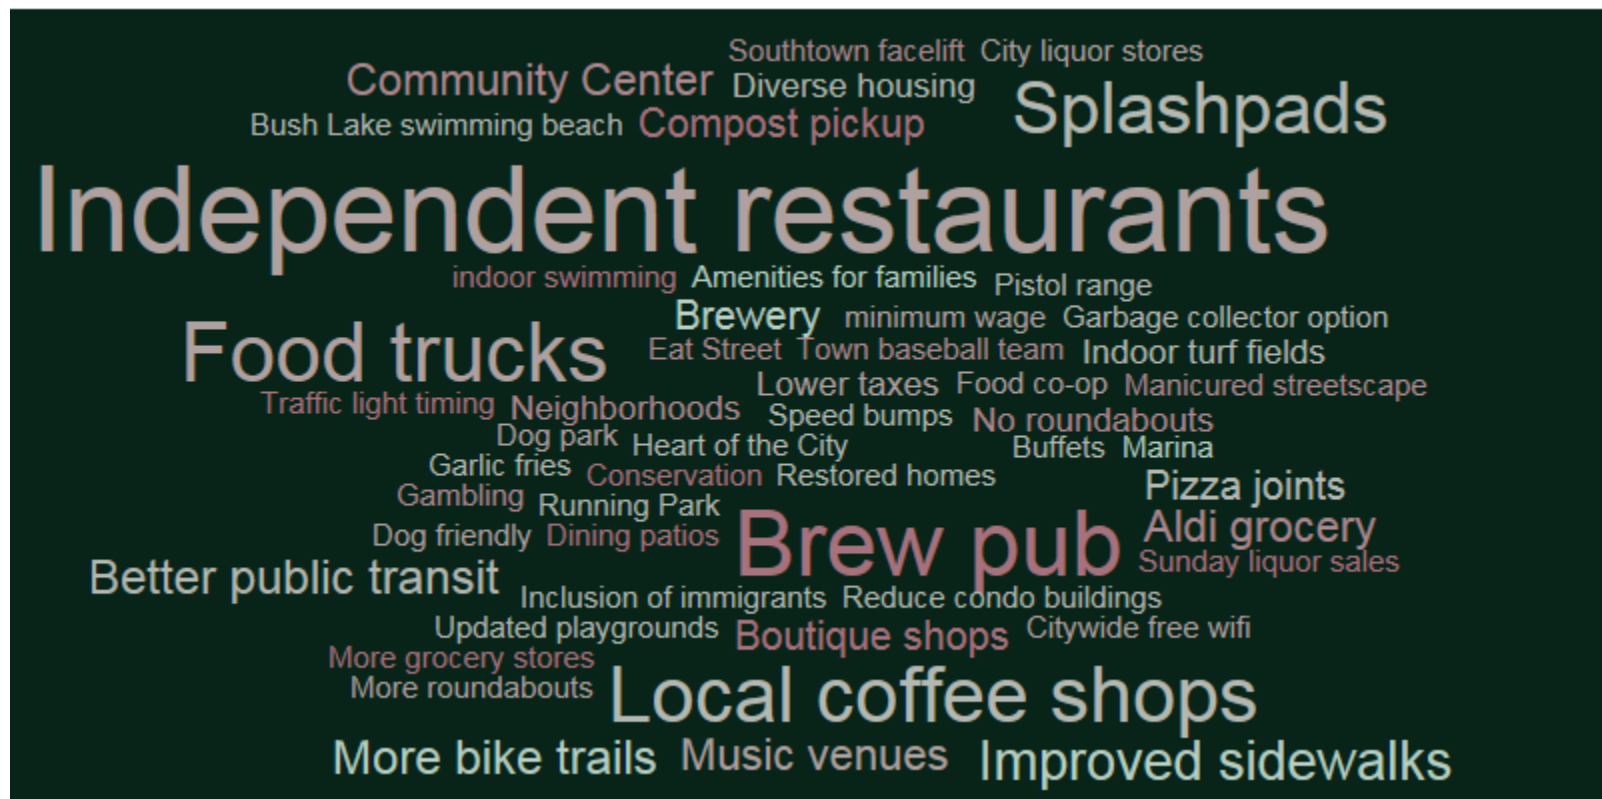 Southtown facelift City liquor stores
Community Center Diverse housing Splashpads
Bush Lake swimming beach Compost pickup
Independent restaurants
indoor swimming Amenities for families Pistol range
Brewery minimum wage Garbage collector option
Food trucks Eat Street Town baseball team Indoor turf fields
Lower taxes Food co-op Manicured streetscape
Traffic light timing Neighborhoods Speed bumps No roundabouts
Dog park Heart of the City Buffets Marina
Garlic fries Conservation Restored homes Pizza joints
Gambling Running Park
Dog friendly Dining patios Brew pub Aldi grocery
Sunday liquor sales
Better public transit Inclusion of immigrants Reduce condo buildings
Updated playgrounds Boutique shops Citywide free wifi
More grocery stores
More roundabouts Local coffee shops
More bike trails Music venues Improved sidewalks